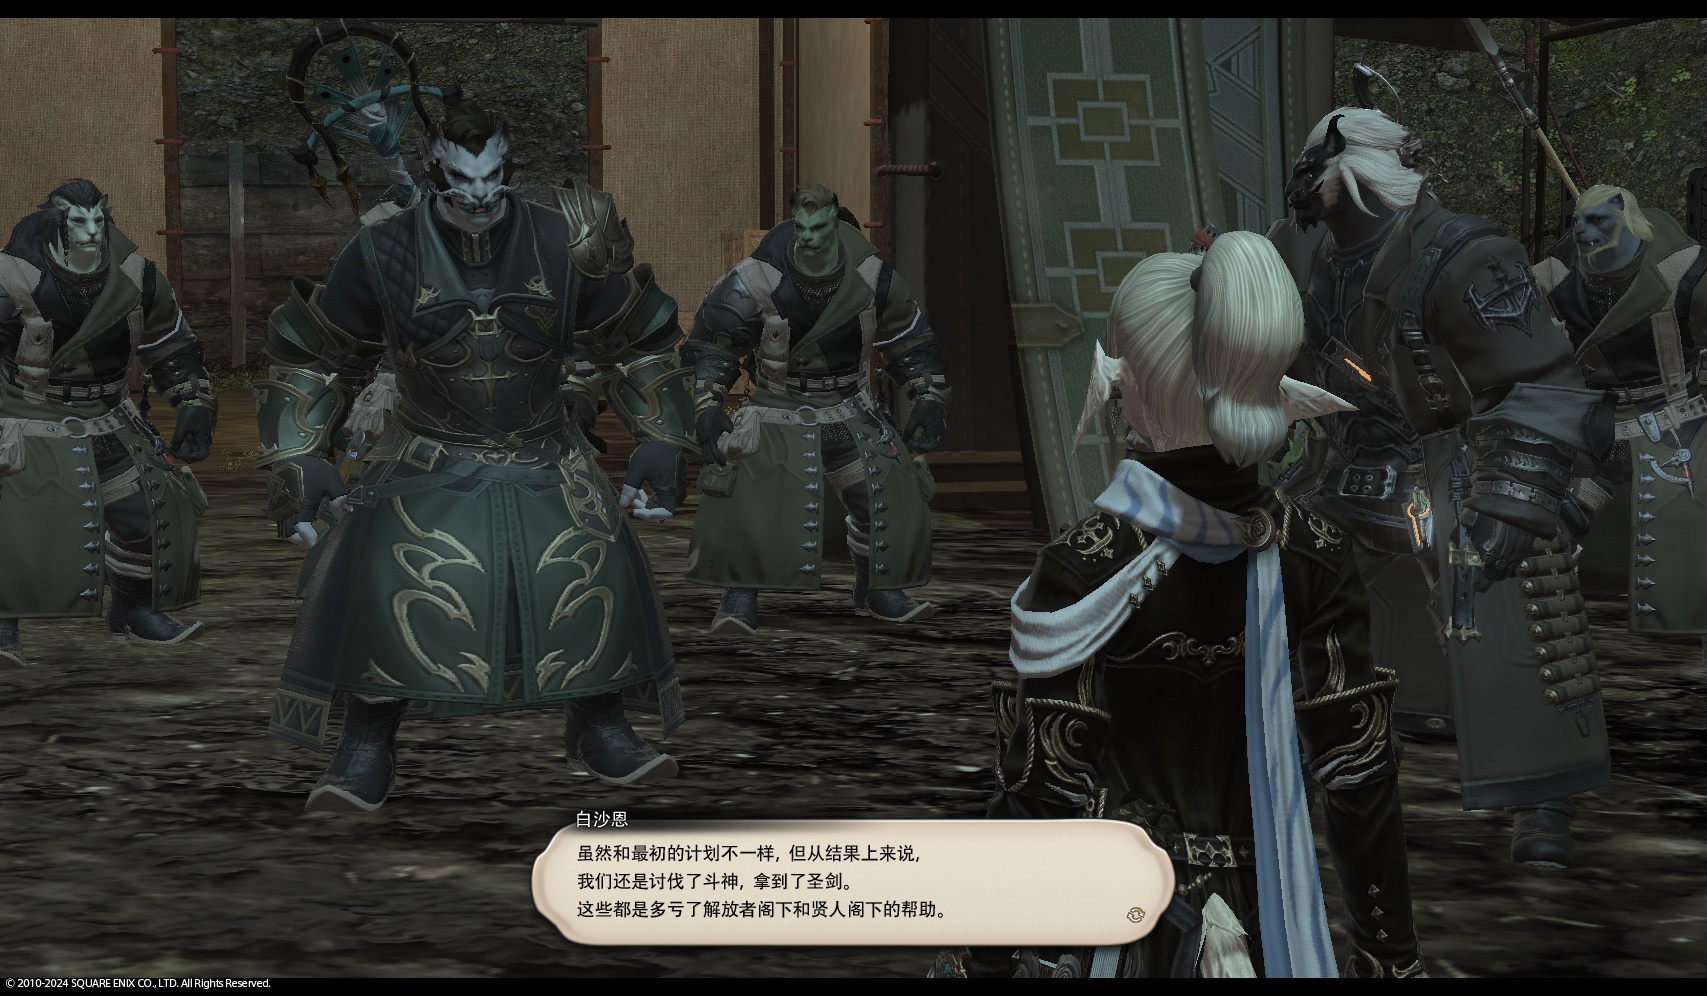 白沙恩
虽然和最初的计划不一样，但从结果上来说，
我们还是讨伐了斗神，拿到了圣剑。
这些都是多亏了解放者阁下和贤人阁下的帮助。
© 2010-2024 SQUARE ENIX CO., LTD. All Rights Reserved.